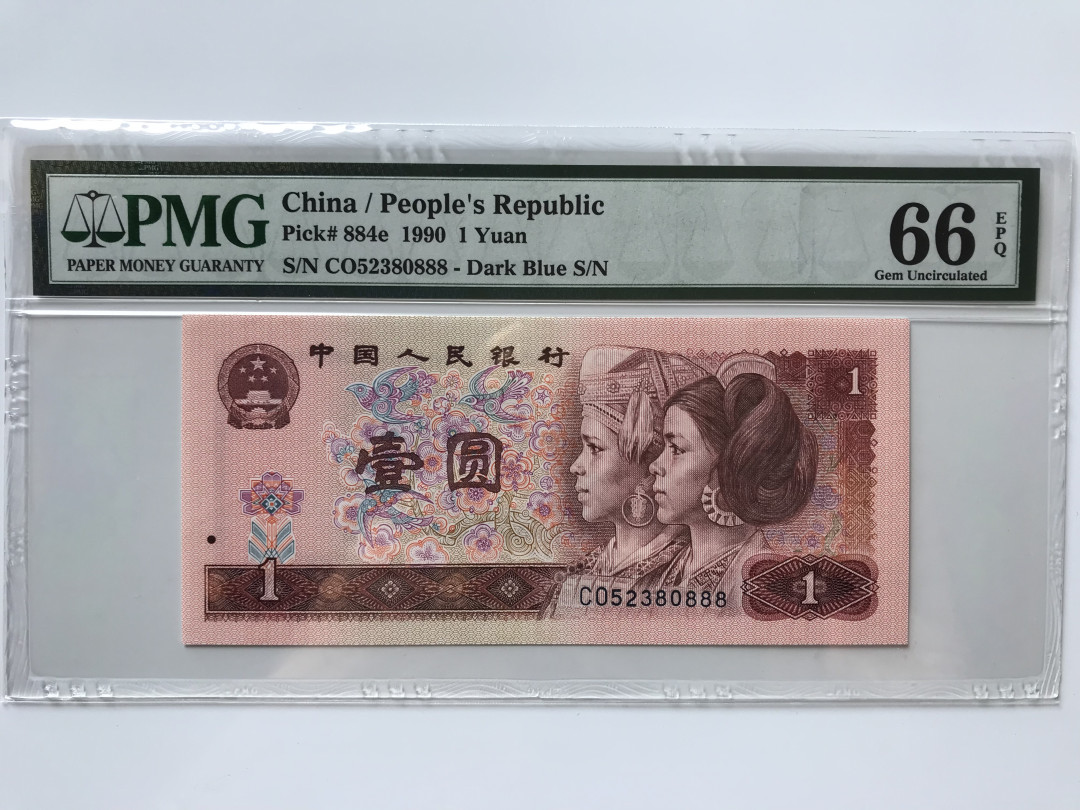 PMG
PAPER MONEY GUARANTY
China / People's Republic
Pick# 884e 1990 1 Yuan
S/N CO52380888 - Dark Blue S/N
66
EPQ
Gem Uncirculated
中国人民银行
1
壹圆
1
CO52380888
1